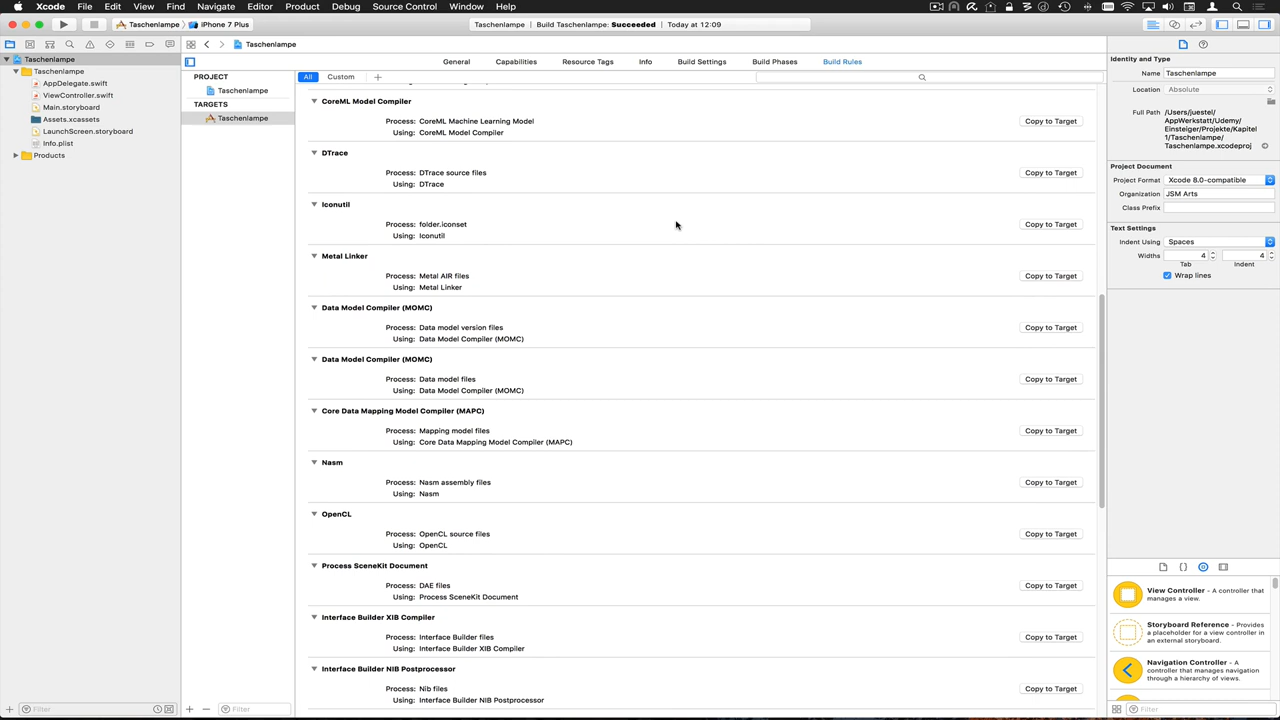 Xcode File Edit View Find Navigate Editor Product Debug Source Control Window Help
Taschenlampe iPhone 7 Plus
Taschenlampe Build Taschenlampe: Succeeded Today at 12:09
Taschenlampe
Taschenlampe
AppDelegate.swift
ViewController.swift
Main.storyboard
Assets.xcassets
LaunchScreen.storyboard
Info.plist
Products
Filter
Taschenlampe
General Capabilities Resource Tags Info Build Settings Build Phases Build Rules
PROJECT
Taschenlampe
TARGETS
Taschenlampe
Filter
All Custom
CoreML Model Compiler
Process: CoreML Machine Learning Model Copy to Target
Using: CoreML Model Compiler
DTrace
Process: DTrace source files Copy to Target
Using: DTrace
Iconutil
Process: folder.iconset Copy to Target
Using: Iconutil
Metal Linker
Process: Metal AIR files Copy to Target
Using: Metal Linker
Data Model Compiler (MOMC)
Process: Data model version files Copy to Target
Using: Data Model Compiler (MOMC)
Data Model Compiler (MOMC)
Process: Data model files Copy to Target
Using: Data Model Compiler (MOMC)
Core Data Mapping Model Compiler (MAPC)
Process: Mapping model files Copy to Target
Using: Core Data Mapping Model Compiler (MAPC)
Nasm
Process: Nasm assembly files Copy to Target
Using: Nasm
OpenCL
Process: OpenCL source files Copy to Target
Using: OpenCL
Process SceneKit Document
Process: DAE files Copy to Target
Using: Process SceneKit Document
Interface Builder XIB Compiler
Process: Interface Builder files Copy to Target
Using: Interface Builder XIB Compiler
Interface Builder NIB Postprocessor
Process: Nib files Copy to Target
Using: Interface Builder NIB Postprocessor
Identity and Type
Name Taschenlampe
Location Absolute
Full Path /Users/juestel/
AppWerkstatt/Udemy/
Einsteiger/Projekte/Kapitel
1/Taschenlampe/
Taschenlampe.xcodeproj
Project Document
Project Format Xcode 8.0-compatible
Organization JSM Arts
Class Prefix
Text Settings
Indent Using Spaces
Widths 4 4
Tab Indent
Wrap lines
View Controller - A controller that
manages a view.
Storyboard Reference - Provides
a placeholder for a view controller in
an external storyboard.
Navigation Controller - A
controller that manages navigation
through a hierarchy of views.
Filter